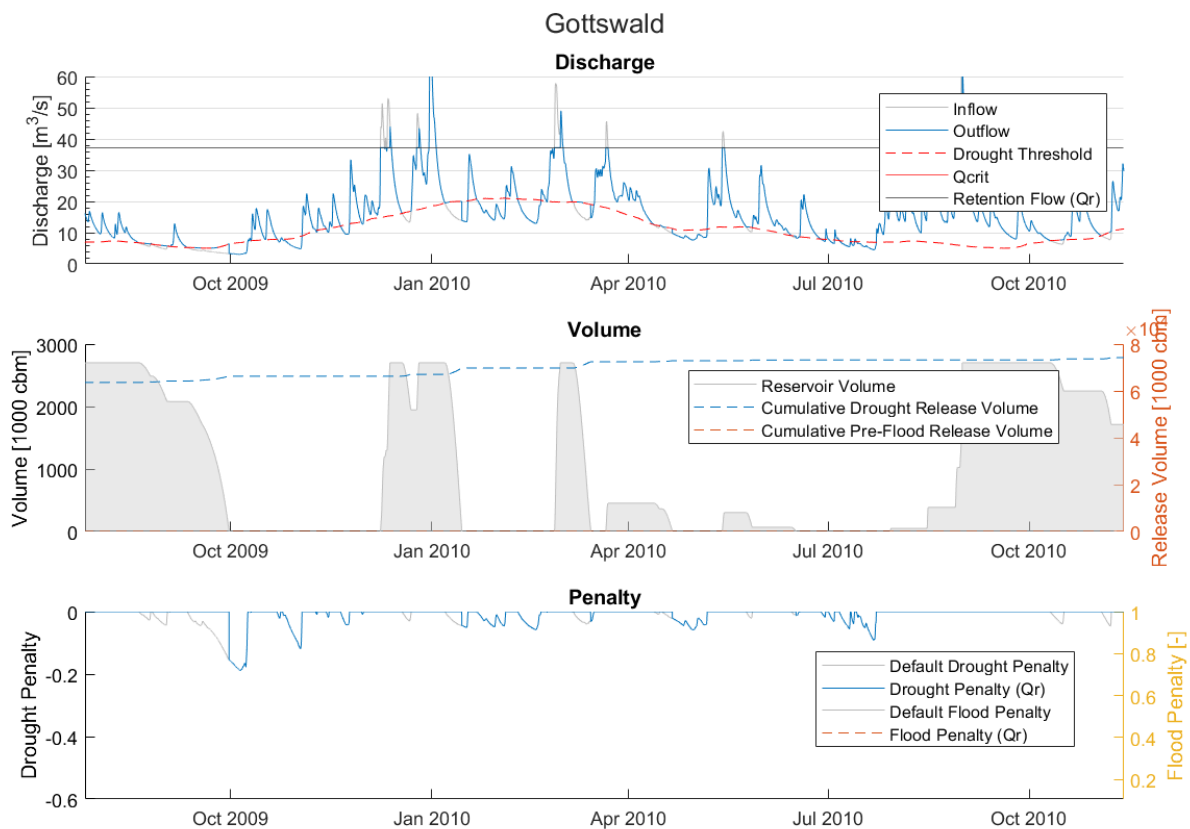 Gottswald
Discharge
Discharge [m³/s]
60
50
40
30
20
10
0
Inflow
Outflow
Drought Threshold
Qcrit
Retention Flow (Qr)
Oct 2009
Jan 2010
Apr 2010
Jul 2010
Oct 2010
Volume
Volume [1000 cbm]
3000
2000
1000
0
Reservoir Volume
Cumulative Drought Release Volume
Cumulative Pre-Flood Release Volume
8
6
4
2
0
Release Volume [1000 cbm]
Oct 2009
Jan 2010
Apr 2010
Jul 2010
Oct 2010
Penalty
Drought Penalty
0
-0.2
-0.4
-0.6
Default Drought Penalty
Drought Penalty (Qr)
Default Flood Penalty
Flood Penalty (Qr)
1
0.8
0.6
0.4
0.2
Flood Penalty [-]
Oct 2009
Jan 2010
Apr 2010
Jul 2010
Oct 2010